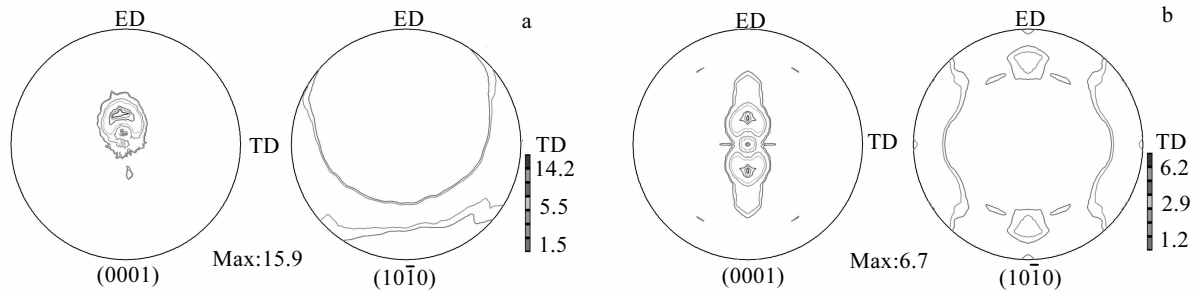 ED
ED
a
TD
TD
14.2
5.5
1.5
(0001)
Max:15.9
(101̄0)
ED
ED
b
TD
TD
6.2
2.9
1.2
(0001)
Max:6.7
(101̄0)